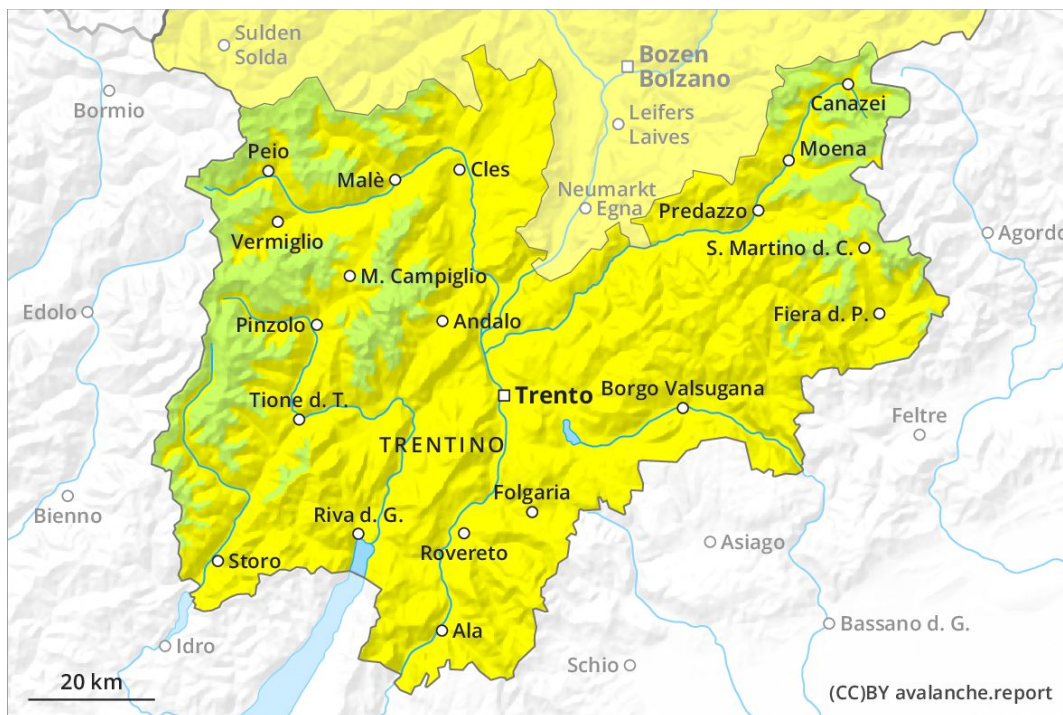 Sulden
Solda
Bozen
Bolzano
Bormio
Leifers
Laives
Canazei
Peio
Malè
Cles
Moena
Neumarkt
Egna
Predazzo
Vermiglio
S. Martino d. C.
Agordo
M. Campiglio
Edolo
Pinzolo
Andalo
Fiera d. P.
Trento
Borgo Valsugana
Tione d. T.
Feltre
TRENTINO
Bienno
Folgaria
Riva d. G.
Asiago
Rovereto
Storo
Bassano d. G.
Ala
Idro
Schio
20 km
(CC)BY avalanche.report